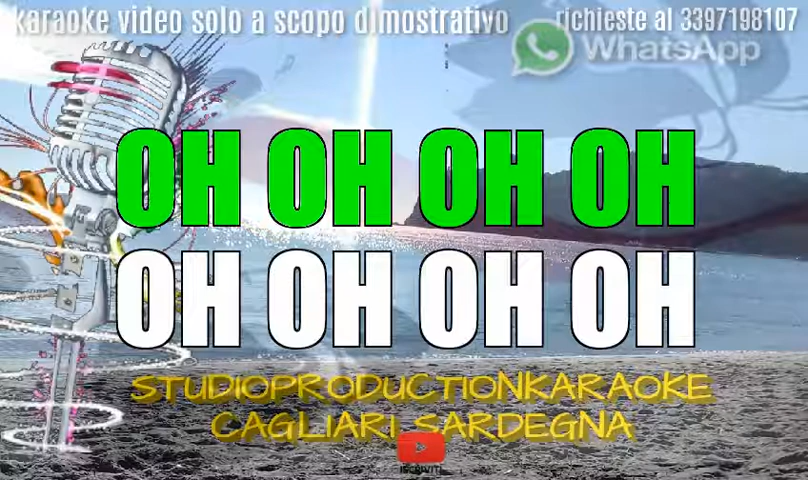 karaoke video solo a scopo dimostrativo
richieste al 3397198107
WhatsApp
OH OH OH OH
OH OH OH OH
STUDIOPRODUCTIONKARAOKE
CAGLIARI SARDEGNA
ISCRIVITI